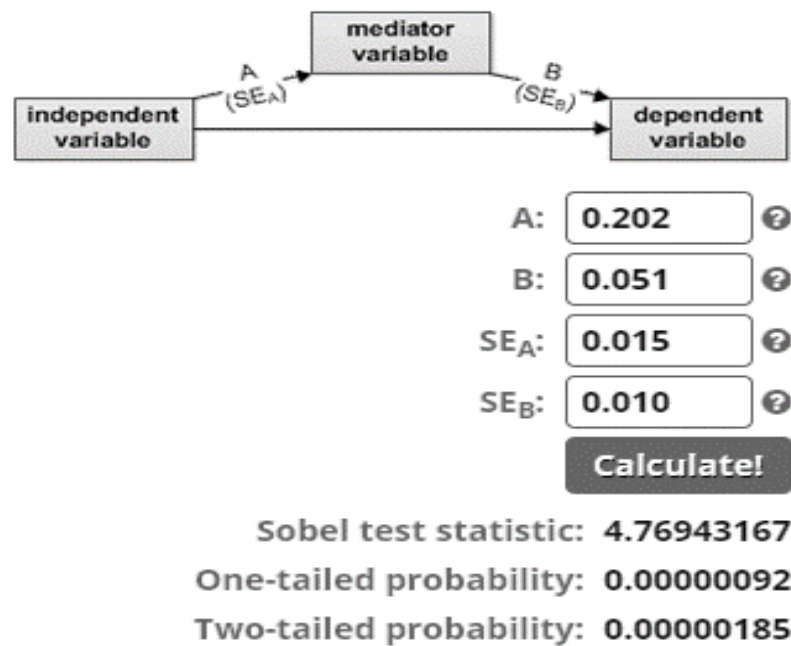 mediator
variable
A
(SEA)
B
(SEB)
independent
variable
dependent
variable
A: 0.202 ?
B: 0.051 ?
SEA: 0.015 ?
SEB: 0.010 ?
Calculate!
Sobel test statistic: 4.76943167
One-tailed probability: 0.00000092
Two-tailed probability: 0.00000185